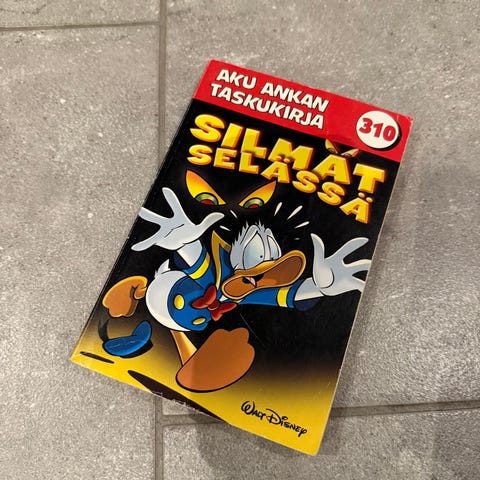 AKU ANKAN
TASKUKIRJA
310
SILMÄT
SELÄSSÄ
WALT DISNEY